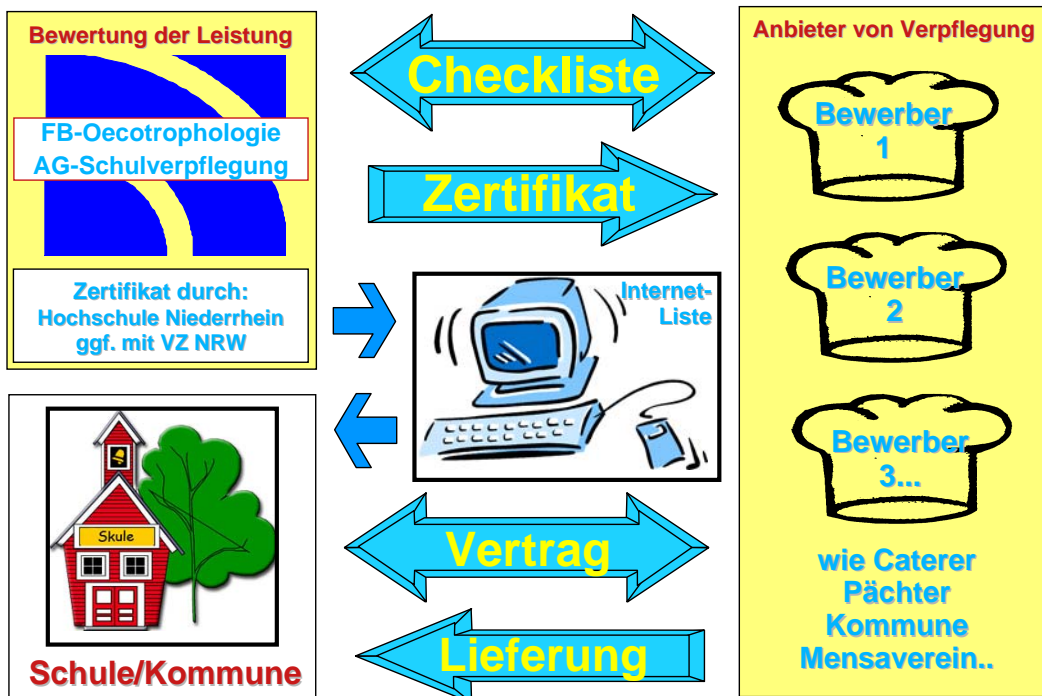 Bewertung der Leistung
FB-Oecotrophologie
AG-Schulverpflegung
Zertifikat durch:
Hochschule Niederrhein
ggf. mit VZ NRW
Checkliste
Zertifikat
Internet-
Liste
Skule
Schule/Kommune
Vertrag
Lieferung
Anbieter von Verpflegung
Bewerber
1
Bewerber
2
Bewerber
3...
wie Caterer
Pächter
Kommune
Mensaverein..